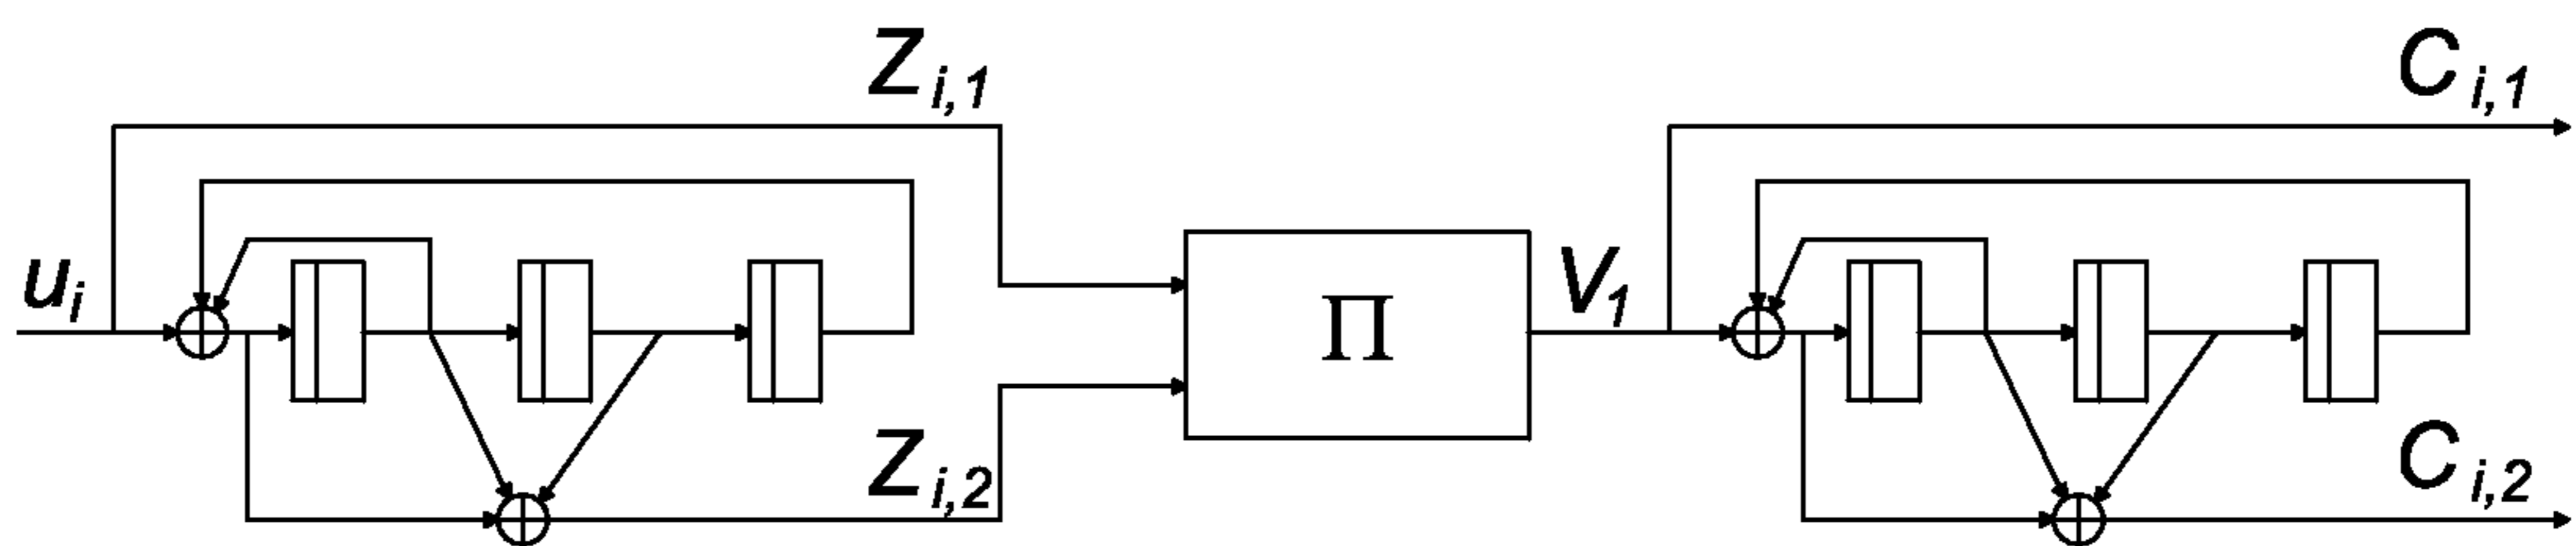 Z i,1
C i,1
u i
Π
V 1
Z i,2
C i,2